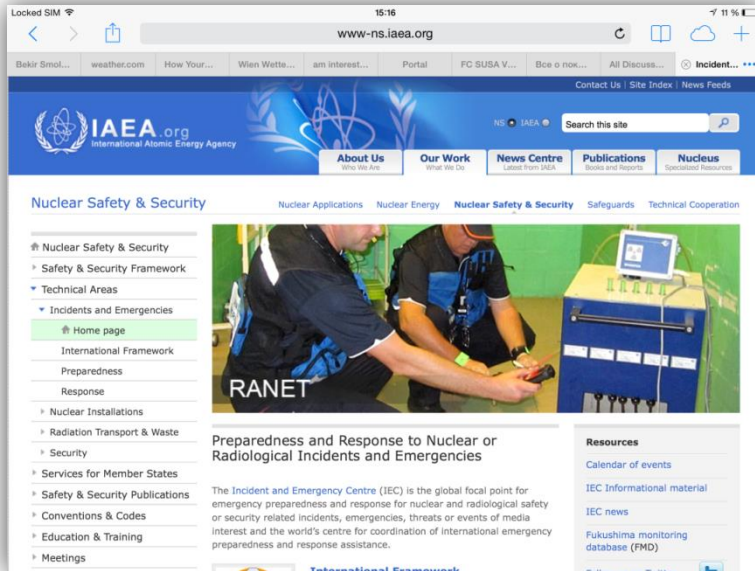 Locked SIM
15:16
11 %
www-ns.iaea.org
Bekir Smol...
weather.com
How Your...
Wien Wette...
am interest...
Portal
FC SUSA V...
Все о пок...
All Discuss...
Incident...
Contact Us | Site Index | News Feeds
IAEA.org
International Atomic Energy Agency
NS IAEA
Search this site
About Us
Who We Are
Our Work
What We Do
News Centre
Latest from IAEA
Publications
Books and Reports
Nucleus
Specialized Resources
Nuclear Safety & Security
Nuclear Applications
Nuclear Energy
Nuclear Safety & Security
Safeguards
Technical Cooperation
Nuclear Safety & Security
Safety & Security Framework
Technical Areas
Incidents and Emergencies
Home page
International Framework
Preparedness
Response
Nuclear Installations
Radiation Transport & Waste
Security
Services for Member States
Safety & Security Publications
Conventions & Codes
Education & Training
Meetings
RANET
Preparedness and Response to Nuclear or
Radiological Incidents and Emergencies
The Incident and Emergency Centre (IEC) is the global focal point for
emergency preparedness and response for nuclear and radiological safety
or security related incidents, emergencies, threats or events of media
interest and the world's centre for coordination of international emergency
preparedness and response assistance.
International Framework
Resources
Calendar of events
IEC Informational material
IEC news
Fukushima monitoring
database (FMD)